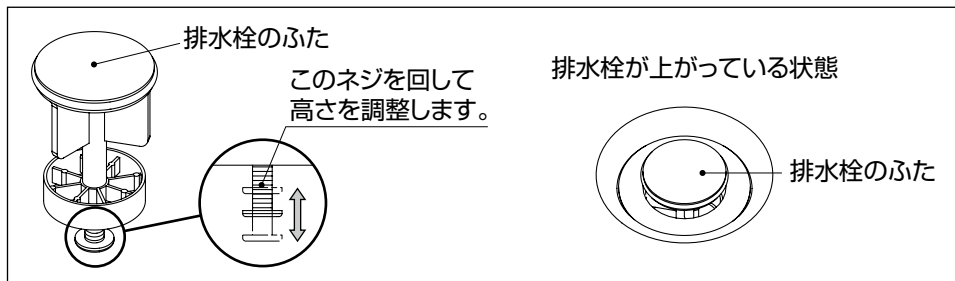 排水栓のふた
このネジを回して
高さを調整します。
排水栓が上がっている状態
排水栓のふた